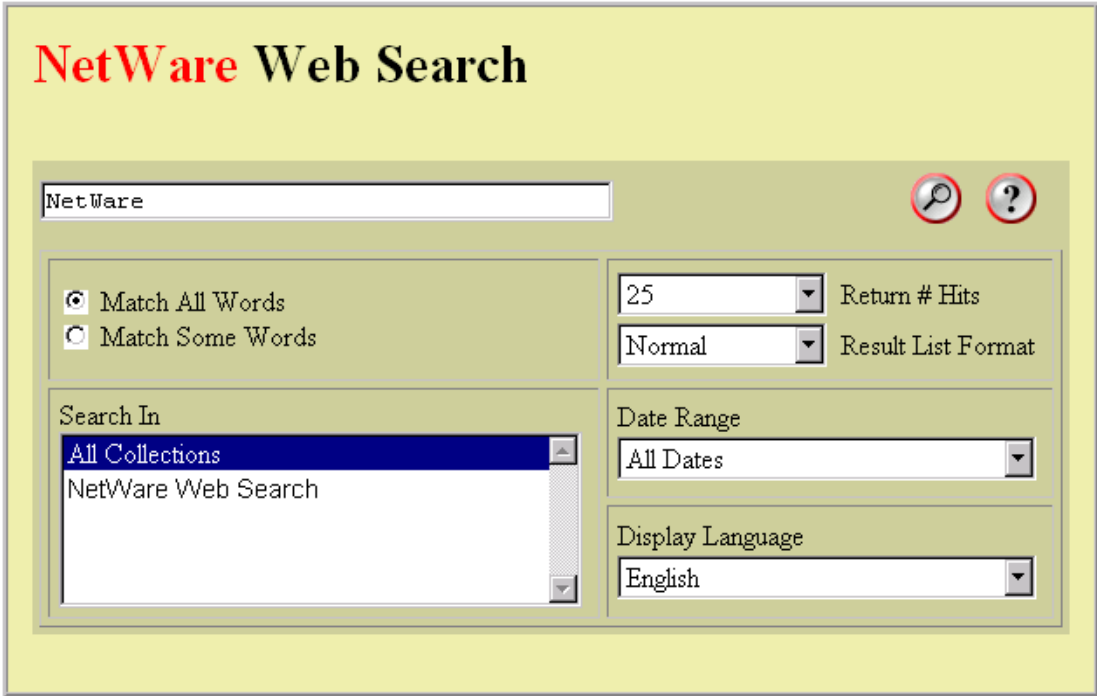 NetWare Web Search
NetWare
?
Match All Words
Match Some Words
25 Return # Hits
Normal Result List Format
Search In
All Collections
NetWare Web Search
Date Range
All Dates
Display Language
English